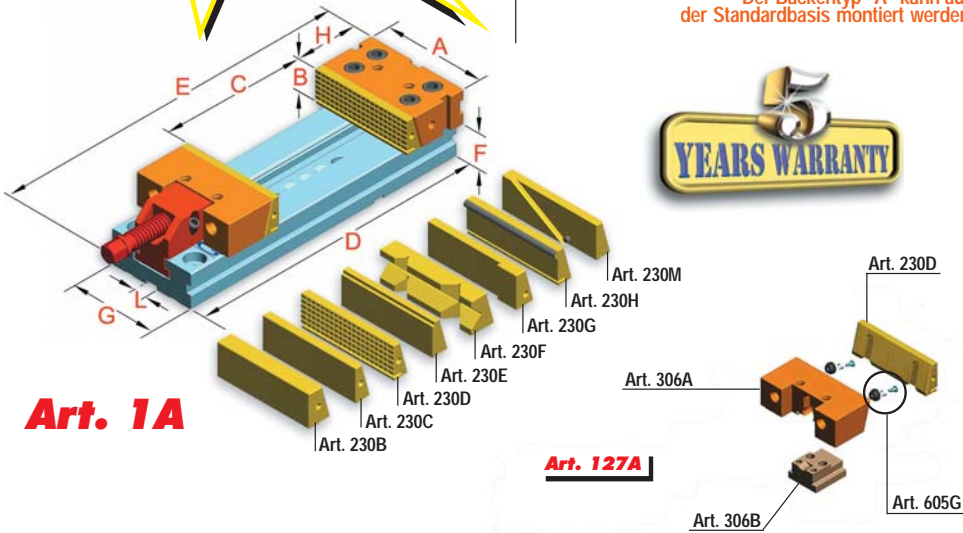 der Standardbasis montiert werden
5
YEARS WARRANTY
E
C
H
B
A
F
D
G
L
Art. 230M
Art. 230H
Art. 230G
Art. 230F
Art. 230E
Art. 230D
Art. 230C
Art. 230B
Art. 1A
Art. 230D
Art. 306A
Art. 127A
Art. 605G
Art. 306B